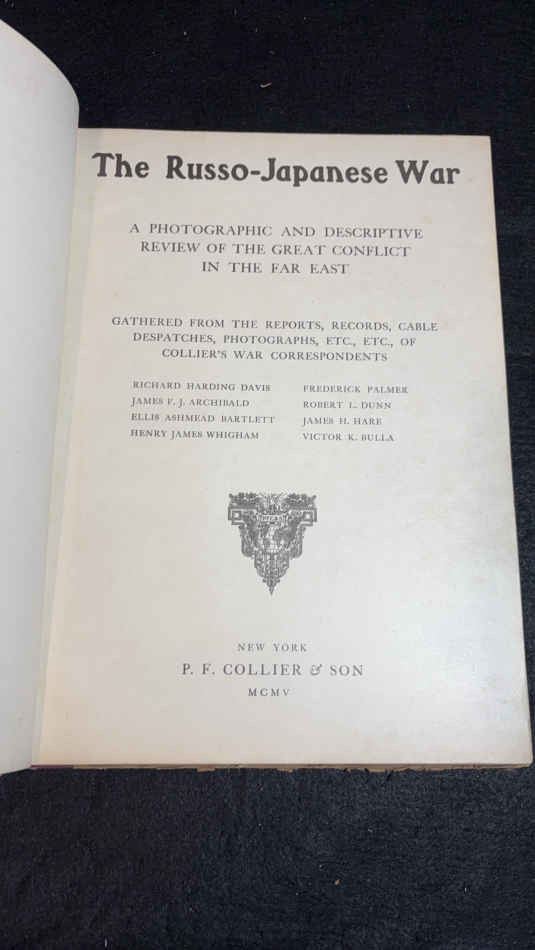 The Russo-Japanese War
A PHOTOGRAPHIC AND DESCRIPTIVE
REVIEW OF THE GREAT CONFLICT
IN THE FAR EAST
GATHERED FROM THE REPORTS, RECORDS, CABLE
DESPATCHES, PHOTOGRAPHS, ETC., ETC., OF
COLLIER'S WAR CORRESPONDENTS
RICHARD HARDING DAVIS
JAMES F. J. ARCHIBALD
ELLIS ASHMEAD BARTLETT
HENRY JAMES WHIGHAM
FREDERICK PALMER
ROBERT L. DUNN
JAMES H. HARE
VICTOR K. BULLA
NEW YORK
P. F. COLLIER & SON
MCMV